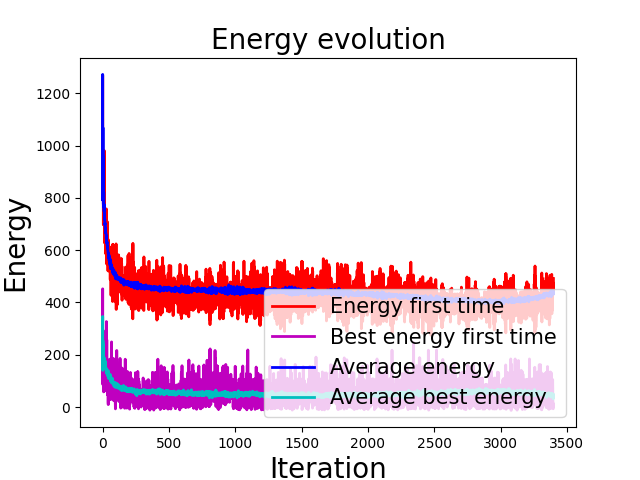 Energy evolution
Energy
1200
1000
800
600
400
200
0
Energy first time
Best energy first time
Average energy
Average best energy
0 500 1000 1500 2000 2500 3000 3500
Iteration